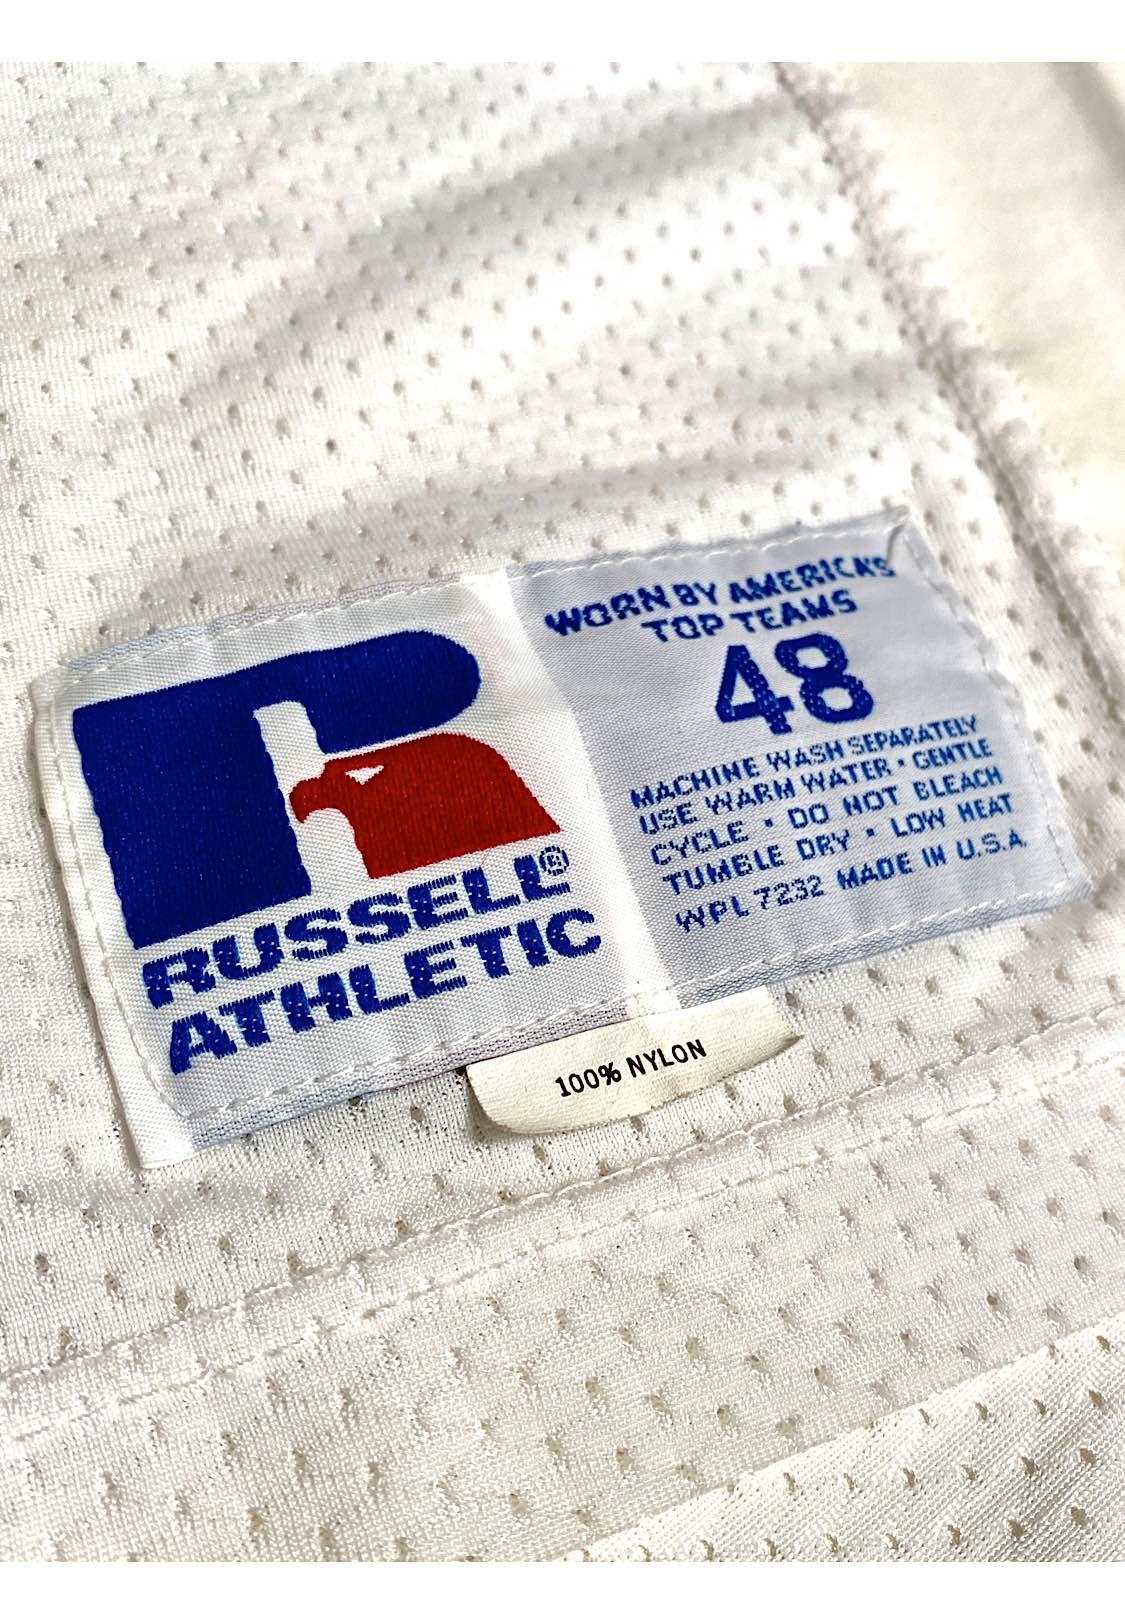 RUSSELL®
ATHLETIC
WORN BY AMERICA'S
TOP TEAMS
48
MACHINE WASH SEPARATELY
USE WARM WATER · GENTLE
CYCLE · DO NOT BLEACH
TUMBLE DRY · LOW HEAT
WPL 7232 MADE IN U.S.A.
100% NYLON